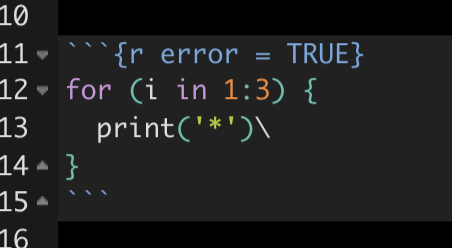 10
11 ```{r error = TRUE}
12 for (i in 1:3) {
13   print('*')\
14 }
15 ```
16